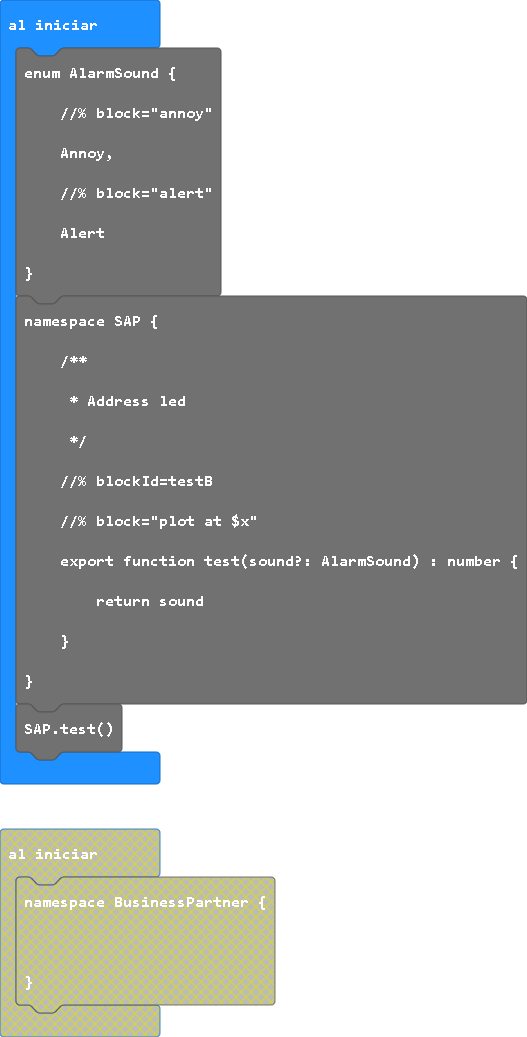 al iniciar
enum AlarmSound {
//% block="annoy"
Annoy,
//% block="alert"
Alert
}
namespace SAP {
/**
* Address led
*/
//% blockId=testB
//% block="plot at $x"
export function test(sound?: AlarmSound) : number {
return sound
}
}
SAP.test()
al iniciar
namespace BusinessPartner {
}